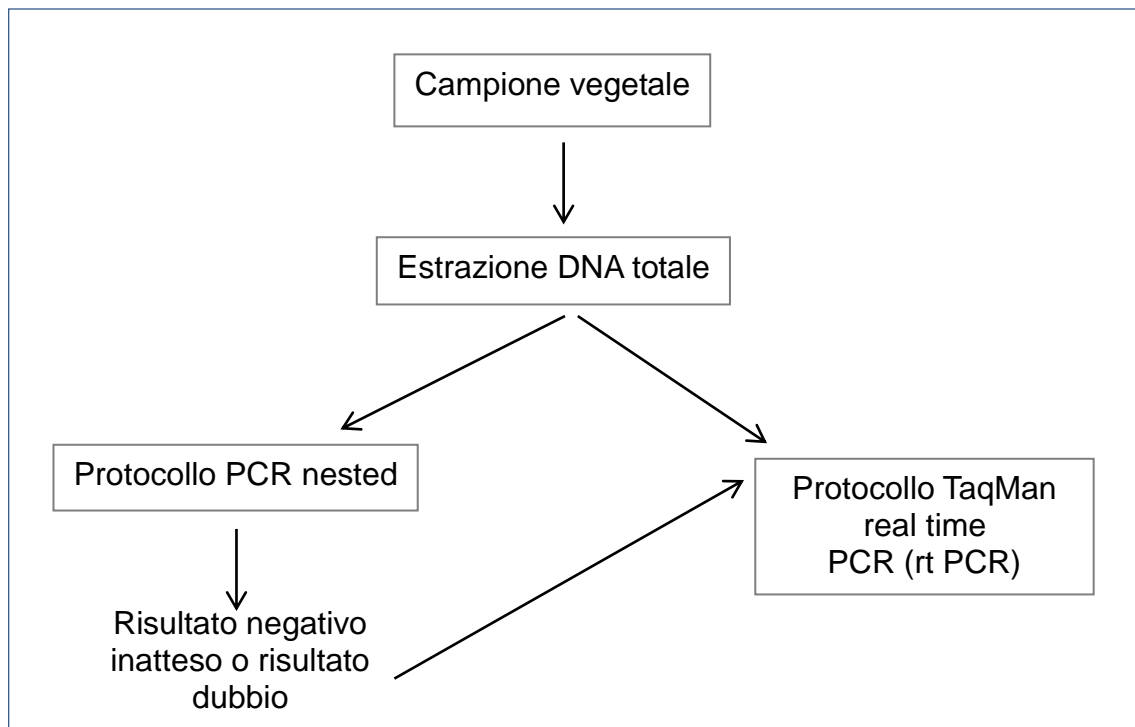 Campione vegetale
Estrazione DNA totale
Protocollo PCR nested
Protocollo TaqMan
real time
PCR (rt PCR)
Risultato negativo
inatteso o risultato
dubbio